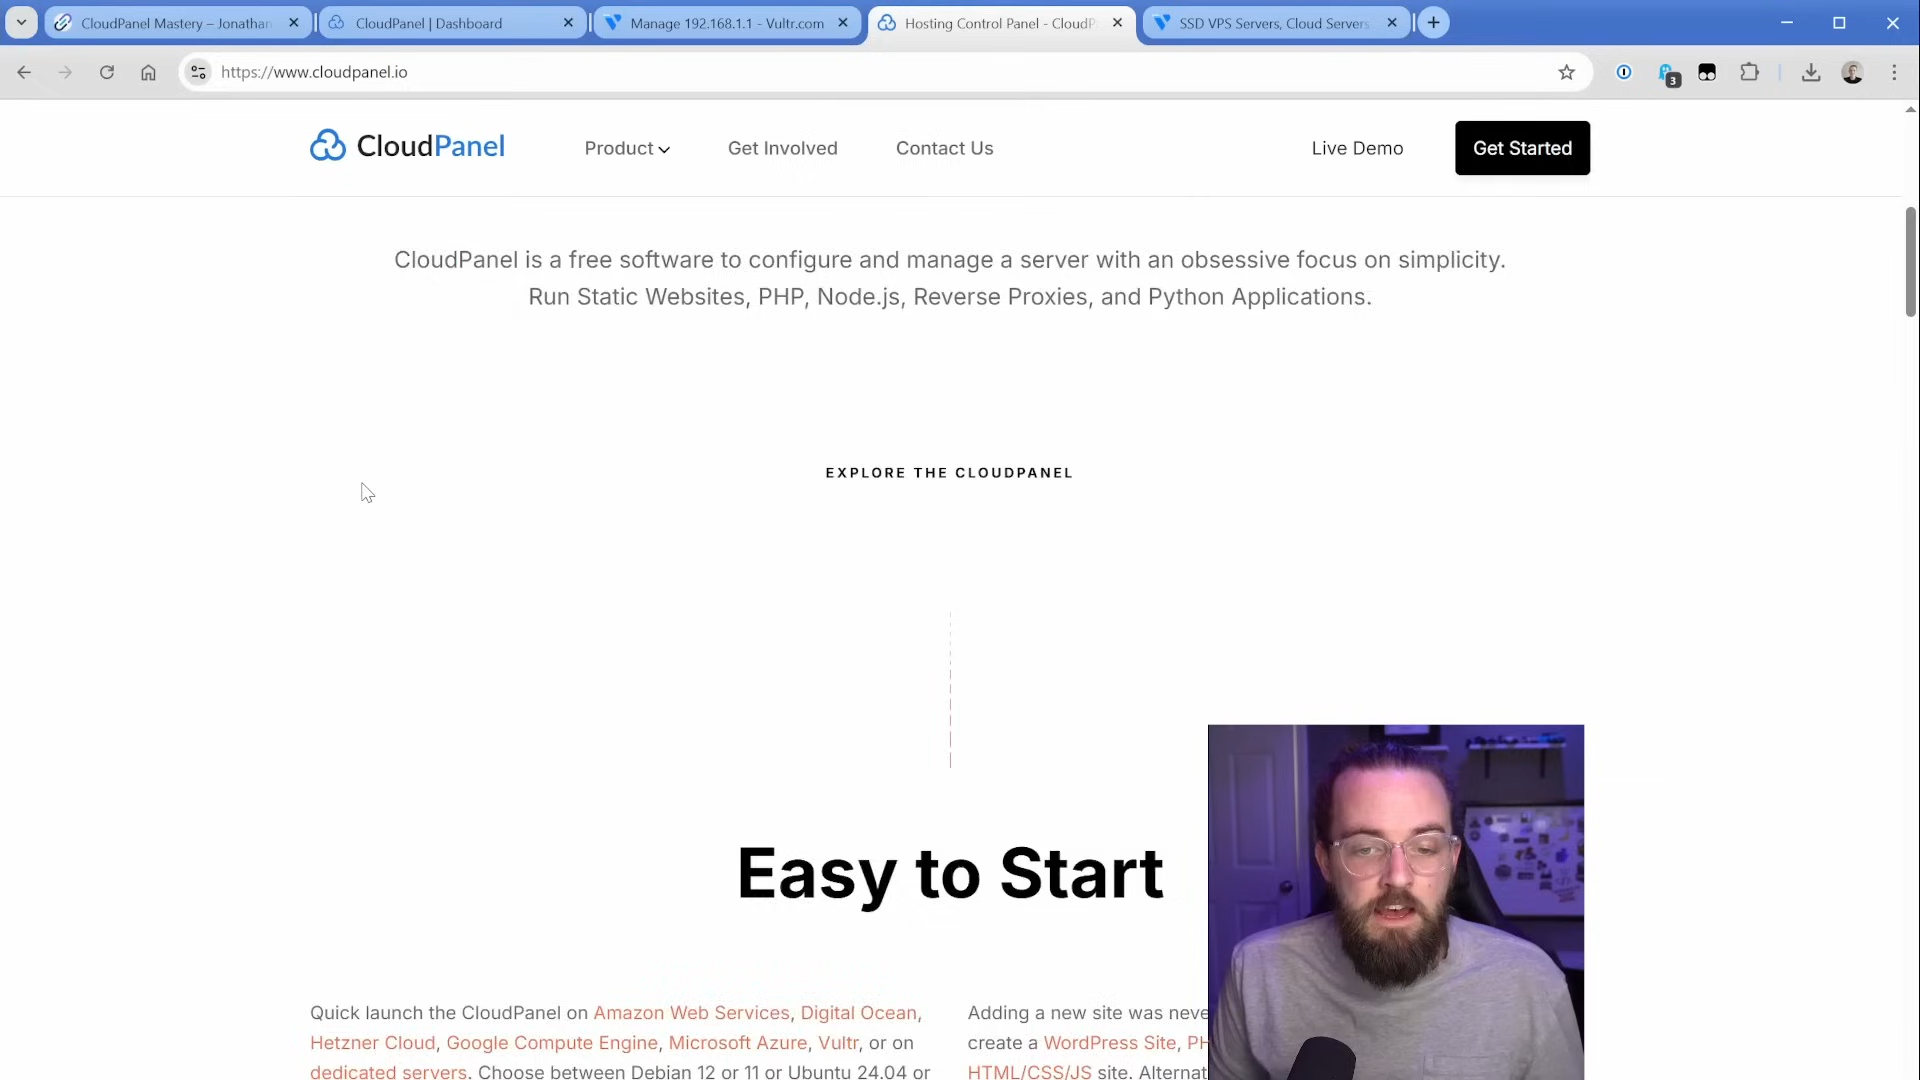 CloudPanel Mastery – Jonathan
CloudPanel | Dashboard
Manage 192.168.1.1 - Vultr.com
Hosting Control Panel - CloudP
SSD VPS Servers, Cloud Servers
https://www.cloudpanel.io
3
CloudPanel
Product
Get Involved
Contact Us
Live Demo
Get Started
CloudPanel is a free software to configure and manage a server with an obsessive focus on simplicity.
Run Static Websites, PHP, Node.js, Reverse Proxies, and Python Applications.
EXPLORE THE CLOUDPANEL
Easy to Start
Quick launch the CloudPanel on Amazon Web Services, Digital Ocean,
Hetzner Cloud, Google Compute Engine, Microsoft Azure, Vultr, or on
dedicated servers. Choose between Debian 12 or 11 or Ubuntu 24.04 or
Adding a new site was neve
create a WordPress Site, PH
HTML/CSS/JS site. Alternat